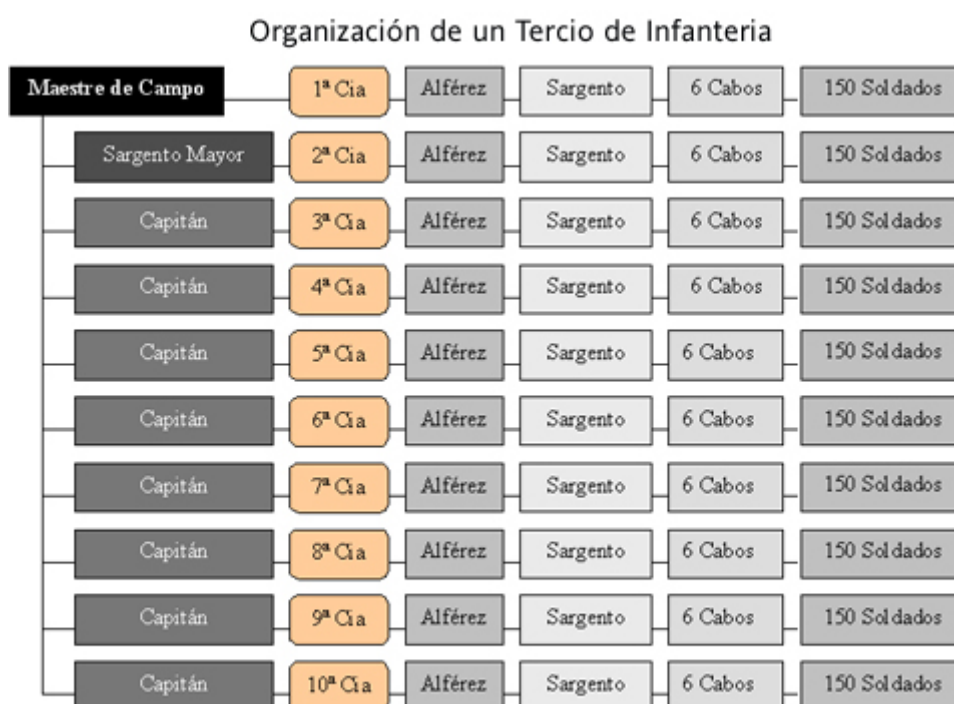 Organización de un Tercio de Infanteria
Maestre de Campo 1ª Cia Alférez Sargento 6 Cabos 150 Soldados
Sargento Mayor 2ª Cia Alférez Sargento 6 Cabos 150 Soldados
Capitán 3ª Cia Alférez Sargento 6 Cabos 150 Soldados
Capitán 4ª Cia Alférez Sargento 6 Cabos 150 Soldados
Capitán 5ª Cia Alférez Sargento 6 Cabos 150 Soldados
Capitán 6ª Cia Alférez Sargento 6 Cabos 150 Soldados
Capitán 7ª Cia Alférez Sargento 6 Cabos 150 Soldados
Capitán 8ª Cia Alférez Sargento 6 Cabos 150 Soldados
Capitán 9ª Cia Alférez Sargento 6 Cabos 150 Soldados
Capitán 10ª Cia Alférez Sargento 6 Cabos 150 Soldados